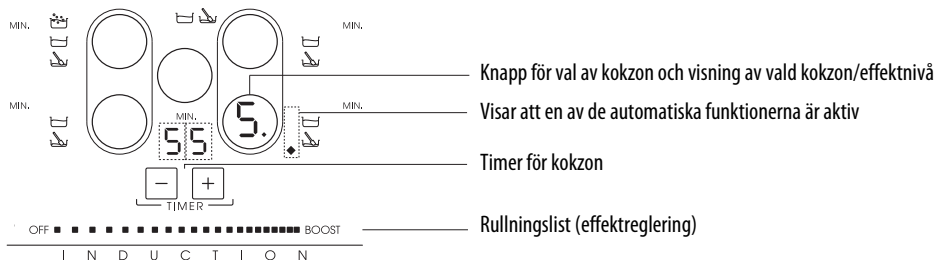 MIN.
MIN.
Knapp för val av kokzon och visning av vald kokzon/effektnivå
MIN.
MIN.
MIN.
5.
Visar att en av de automatiska funktionerna är aktiv
55
Timer för kokzon
− +
TIMER
OFF BOOST
Rullningslist (effektreglering)
INDUCTION